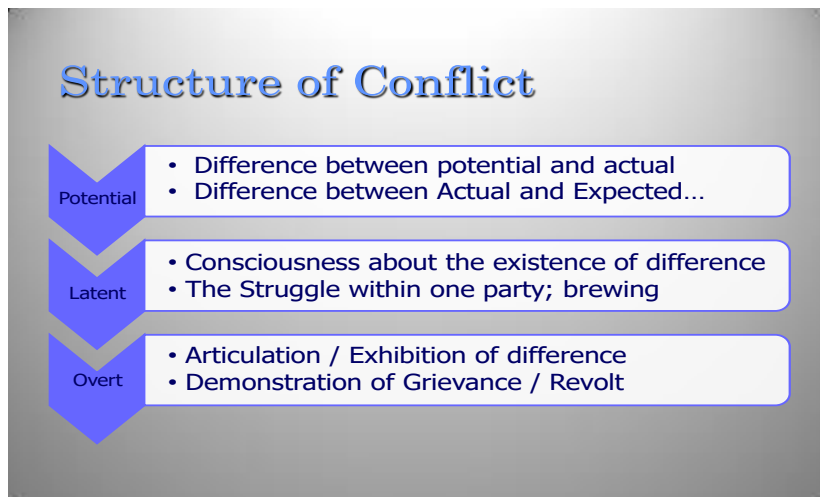 Structure of Conflict
Potential
• Difference between potential and actual
• Difference between Actual and Expected...
Latent
• Consciousness about the existence of difference
• The Struggle within one party; brewing
Overt
• Articulation / Exhibition of difference
• Demonstration of Grievance / Revolt